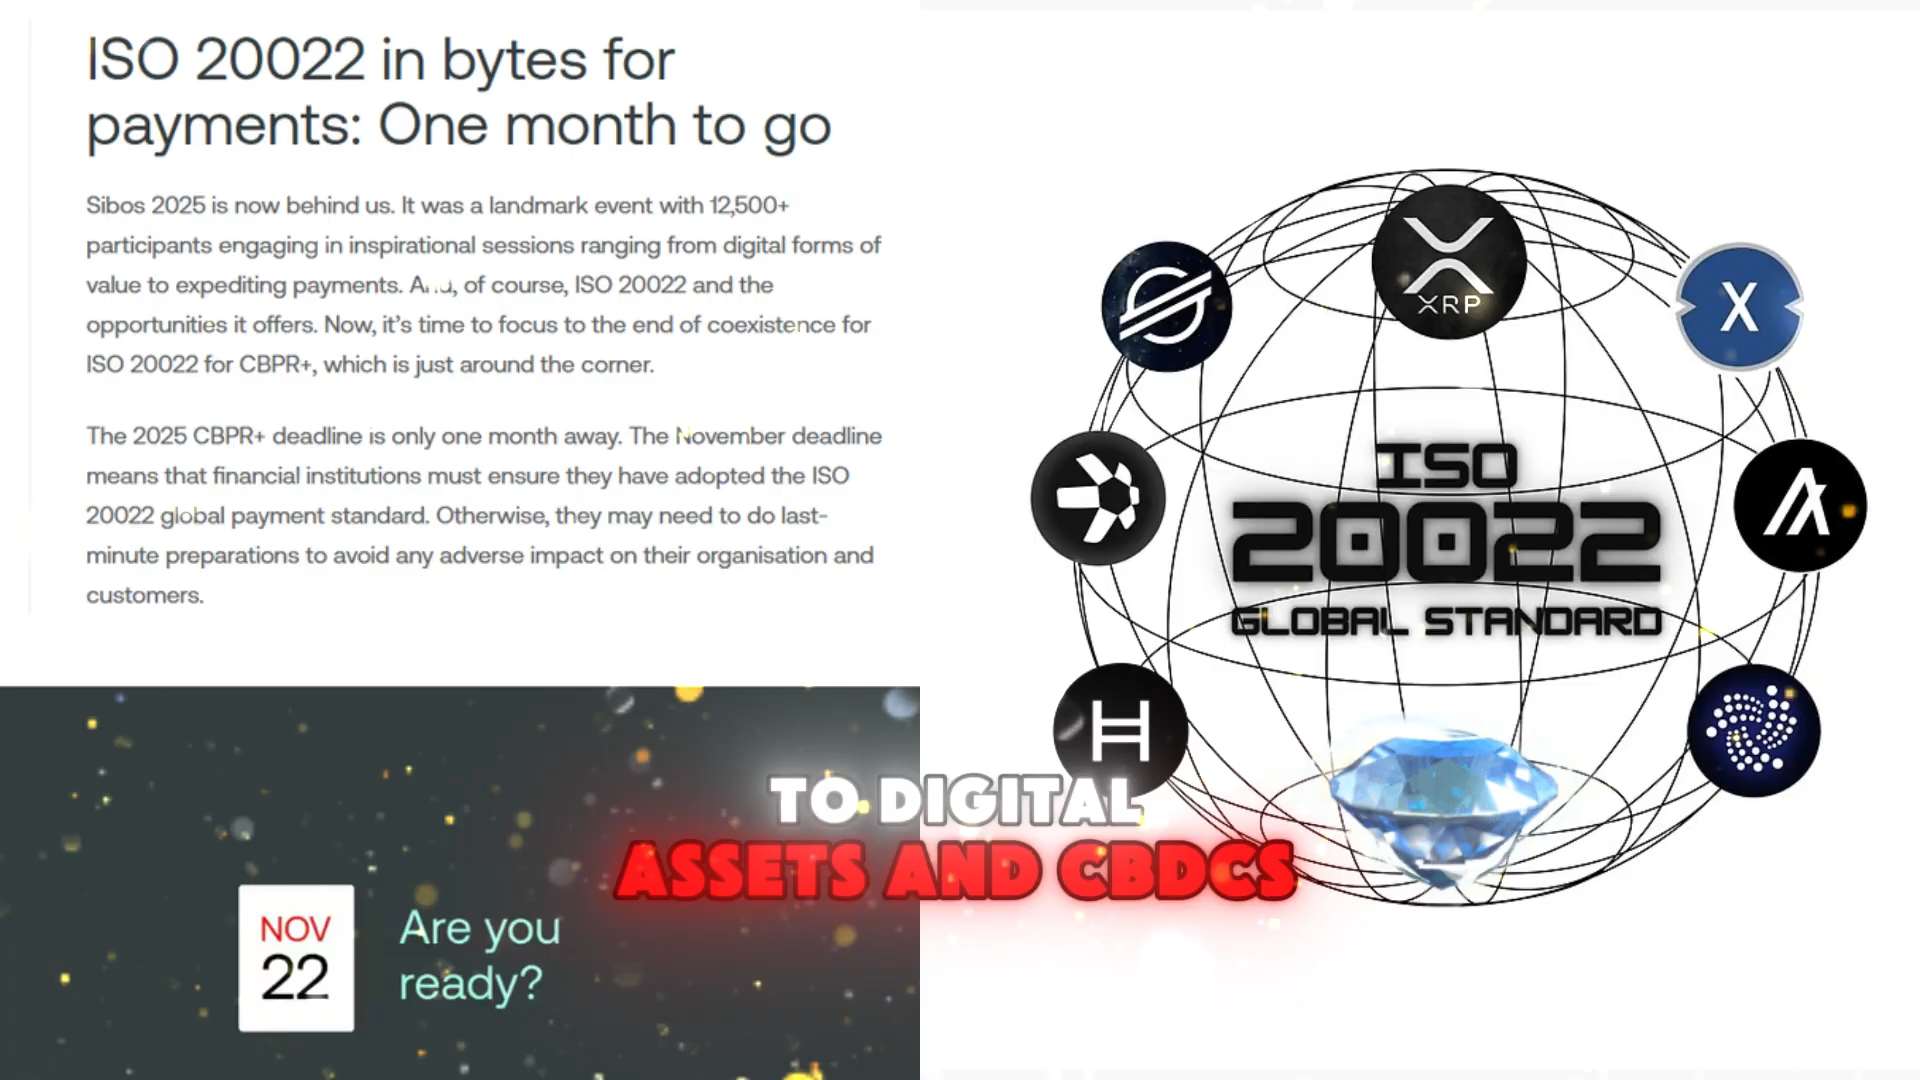 ISO 20022 in bytes for
payments: One month to go
Sibos 2025 is now behind us. It was a landmark event with 12,500+
participants engaging in inspirational sessions ranging from digital forms of
value to expediting payments. And, of course, ISO 20022 and the
opportunities it offers. Now, it's time to focus to the end of coexistence for
ISO 20022 for CBPR+, which is just around the corner.
The 2025 CBPR+ deadline is only one month away. The November deadline
means that financial institutions must ensure they have adopted the ISO
20022 global payment standard. Otherwise, they may need to do last-
minute preparations to avoid any adverse impact on their organisation and
customers.
NOV
22
Are you
ready?
XRP
X
ISO
20022
GLOBAL STANDARD
H
TO DIGITAL
ASSETS AND CBDCS